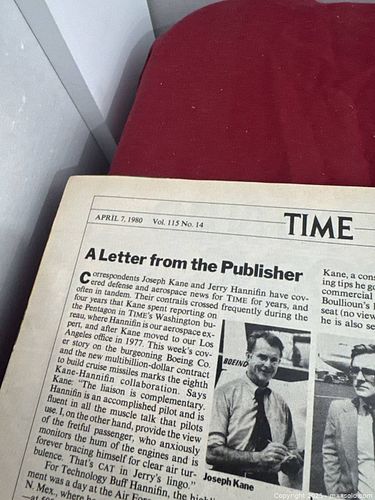 APRIL 7, 1980 Vol. 115 No. 14
TIME
A Letter from the Publisher
Correspondents Joseph Kane and Jerry Hannifin have cov-
ered defense and aerospace news for TIME for years, and
often in tandem. Their contrails crossed frequently during the
four years that Kane spent reporting on
the Pentagon in TIME's Washington bu-
reau, where Hannifin is our aerospace ex-
pert, and after Kane moved to our Los
Angeles office in 1977. This week's cov-
er story on the burgeoning Boeing Co.
and the new multibillion-dollar contract
to build cruise missiles marks the eighth
Kane-Hannifin collaboration. Says
Kane: "The liaison is complementary.
Hannifin is an accomplished pilot and is
fluent in all the muscle talk that pilots
use. I, on the other hand, provide the view
of the fretful passenger, who anxiously
monitors the hum of the engines and is
forever bracing himself for clear air tur-
bulence. That's CAT in Jerry's lingo."
For Technology Buff Hannifin, the
ment was a day at the Air
N. Mex., where
BOEING
Joseph Kane
Kane, a cons
ing tips he g
commercial
Boullioun's
seat (no view
he is also se